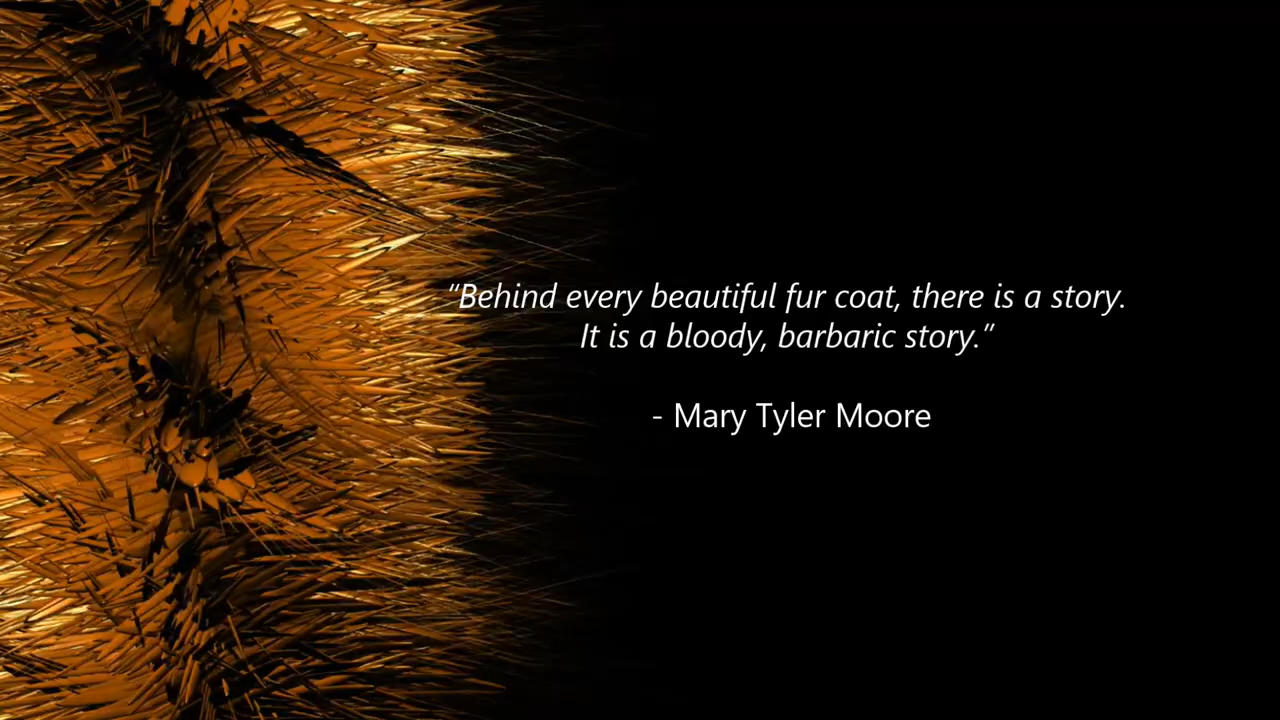 “Behind every beautiful fur coat, there is a story.
It is a bloody, barbaric story.”
- Mary Tyler Moore